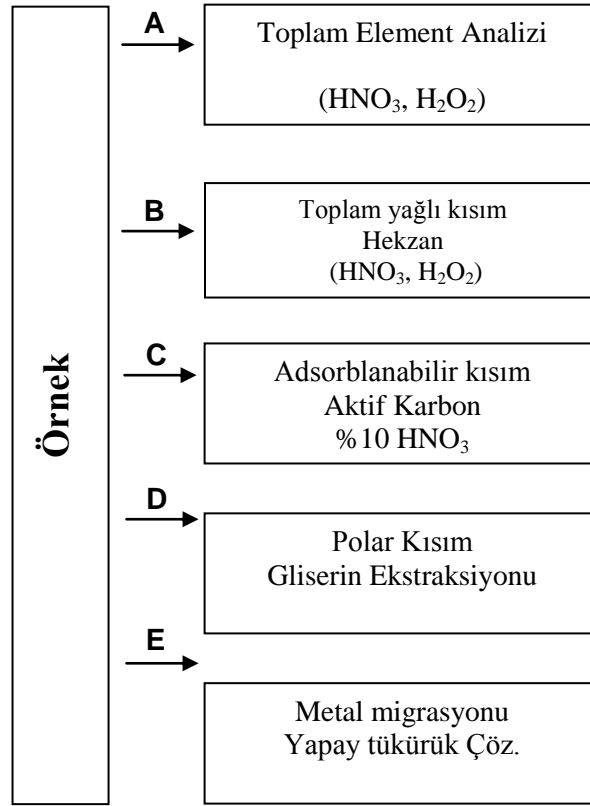 Örnek
A
Toplam Element Analizi
(HNO₃, H₂O₂)
B
Toplam yağlı kısım
Hekzan
(HNO₃, H₂O₂)
C
Adsorblanabilir kısım
Aktif Karbon
%10 HNO₃
D
Polar Kısım
Gliserin Ekstraksiyonu
E
Metal migrasyonu
Yapay tükürük Çöz.